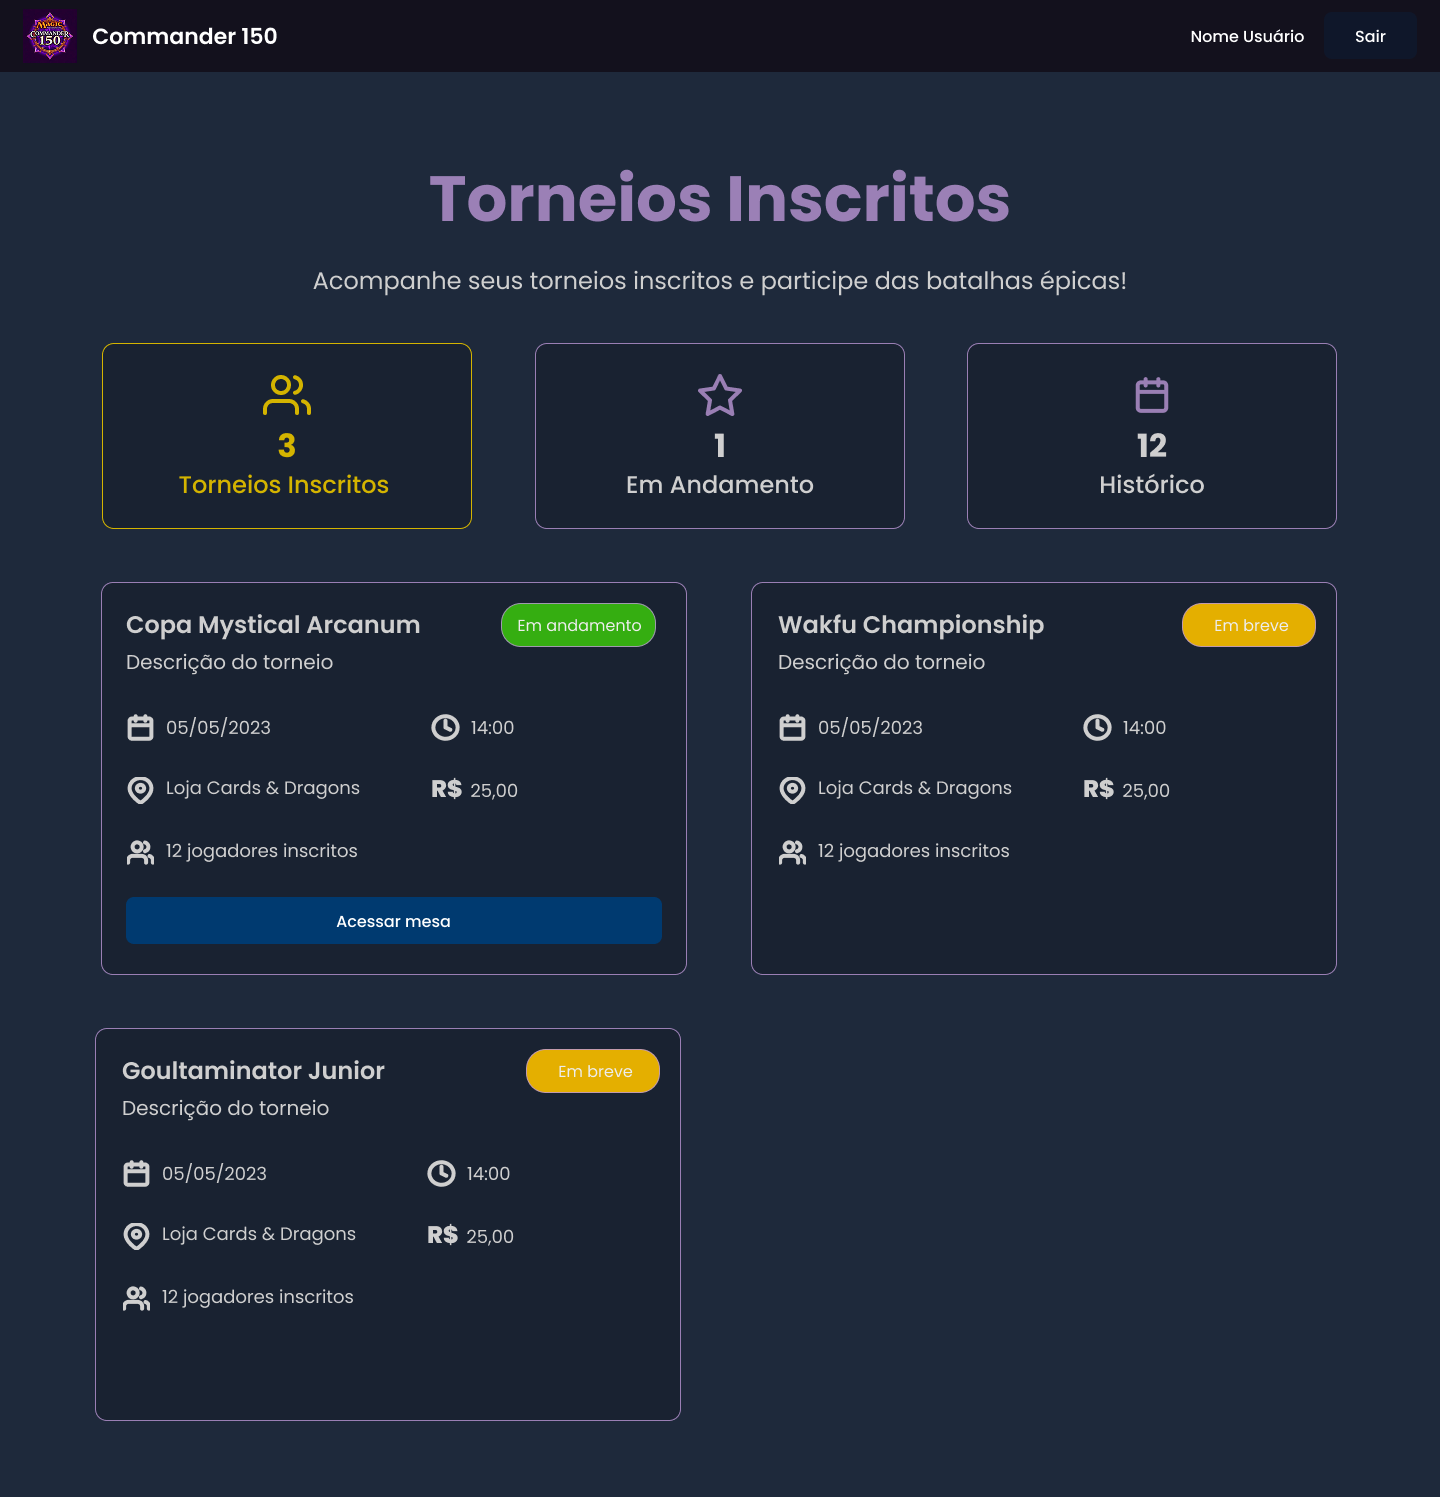 MAGIC
COMMANDER
150
Commander 150
Nome Usuário
Sair
Torneios Inscritos
Acompanhe seus torneios inscritos e participe das batalhas épicas!
3
Torneios Inscritos
1
Em Andamento
12
Histórico
Copa Mystical Arcanum
Em andamento
Descrição do torneio
05/05/2023
14:00
Loja Cards & Dragons
R$ 25,00
12 jogadores inscritos
Acessar mesa
Wakfu Championship
Em breve
Descrição do torneio
05/05/2023
14:00
Loja Cards & Dragons
R$ 25,00
12 jogadores inscritos
Goultaminator Junior
Em breve
Descrição do torneio
05/05/2023
14:00
Loja Cards & Dragons
R$ 25,00
12 jogadores inscritos